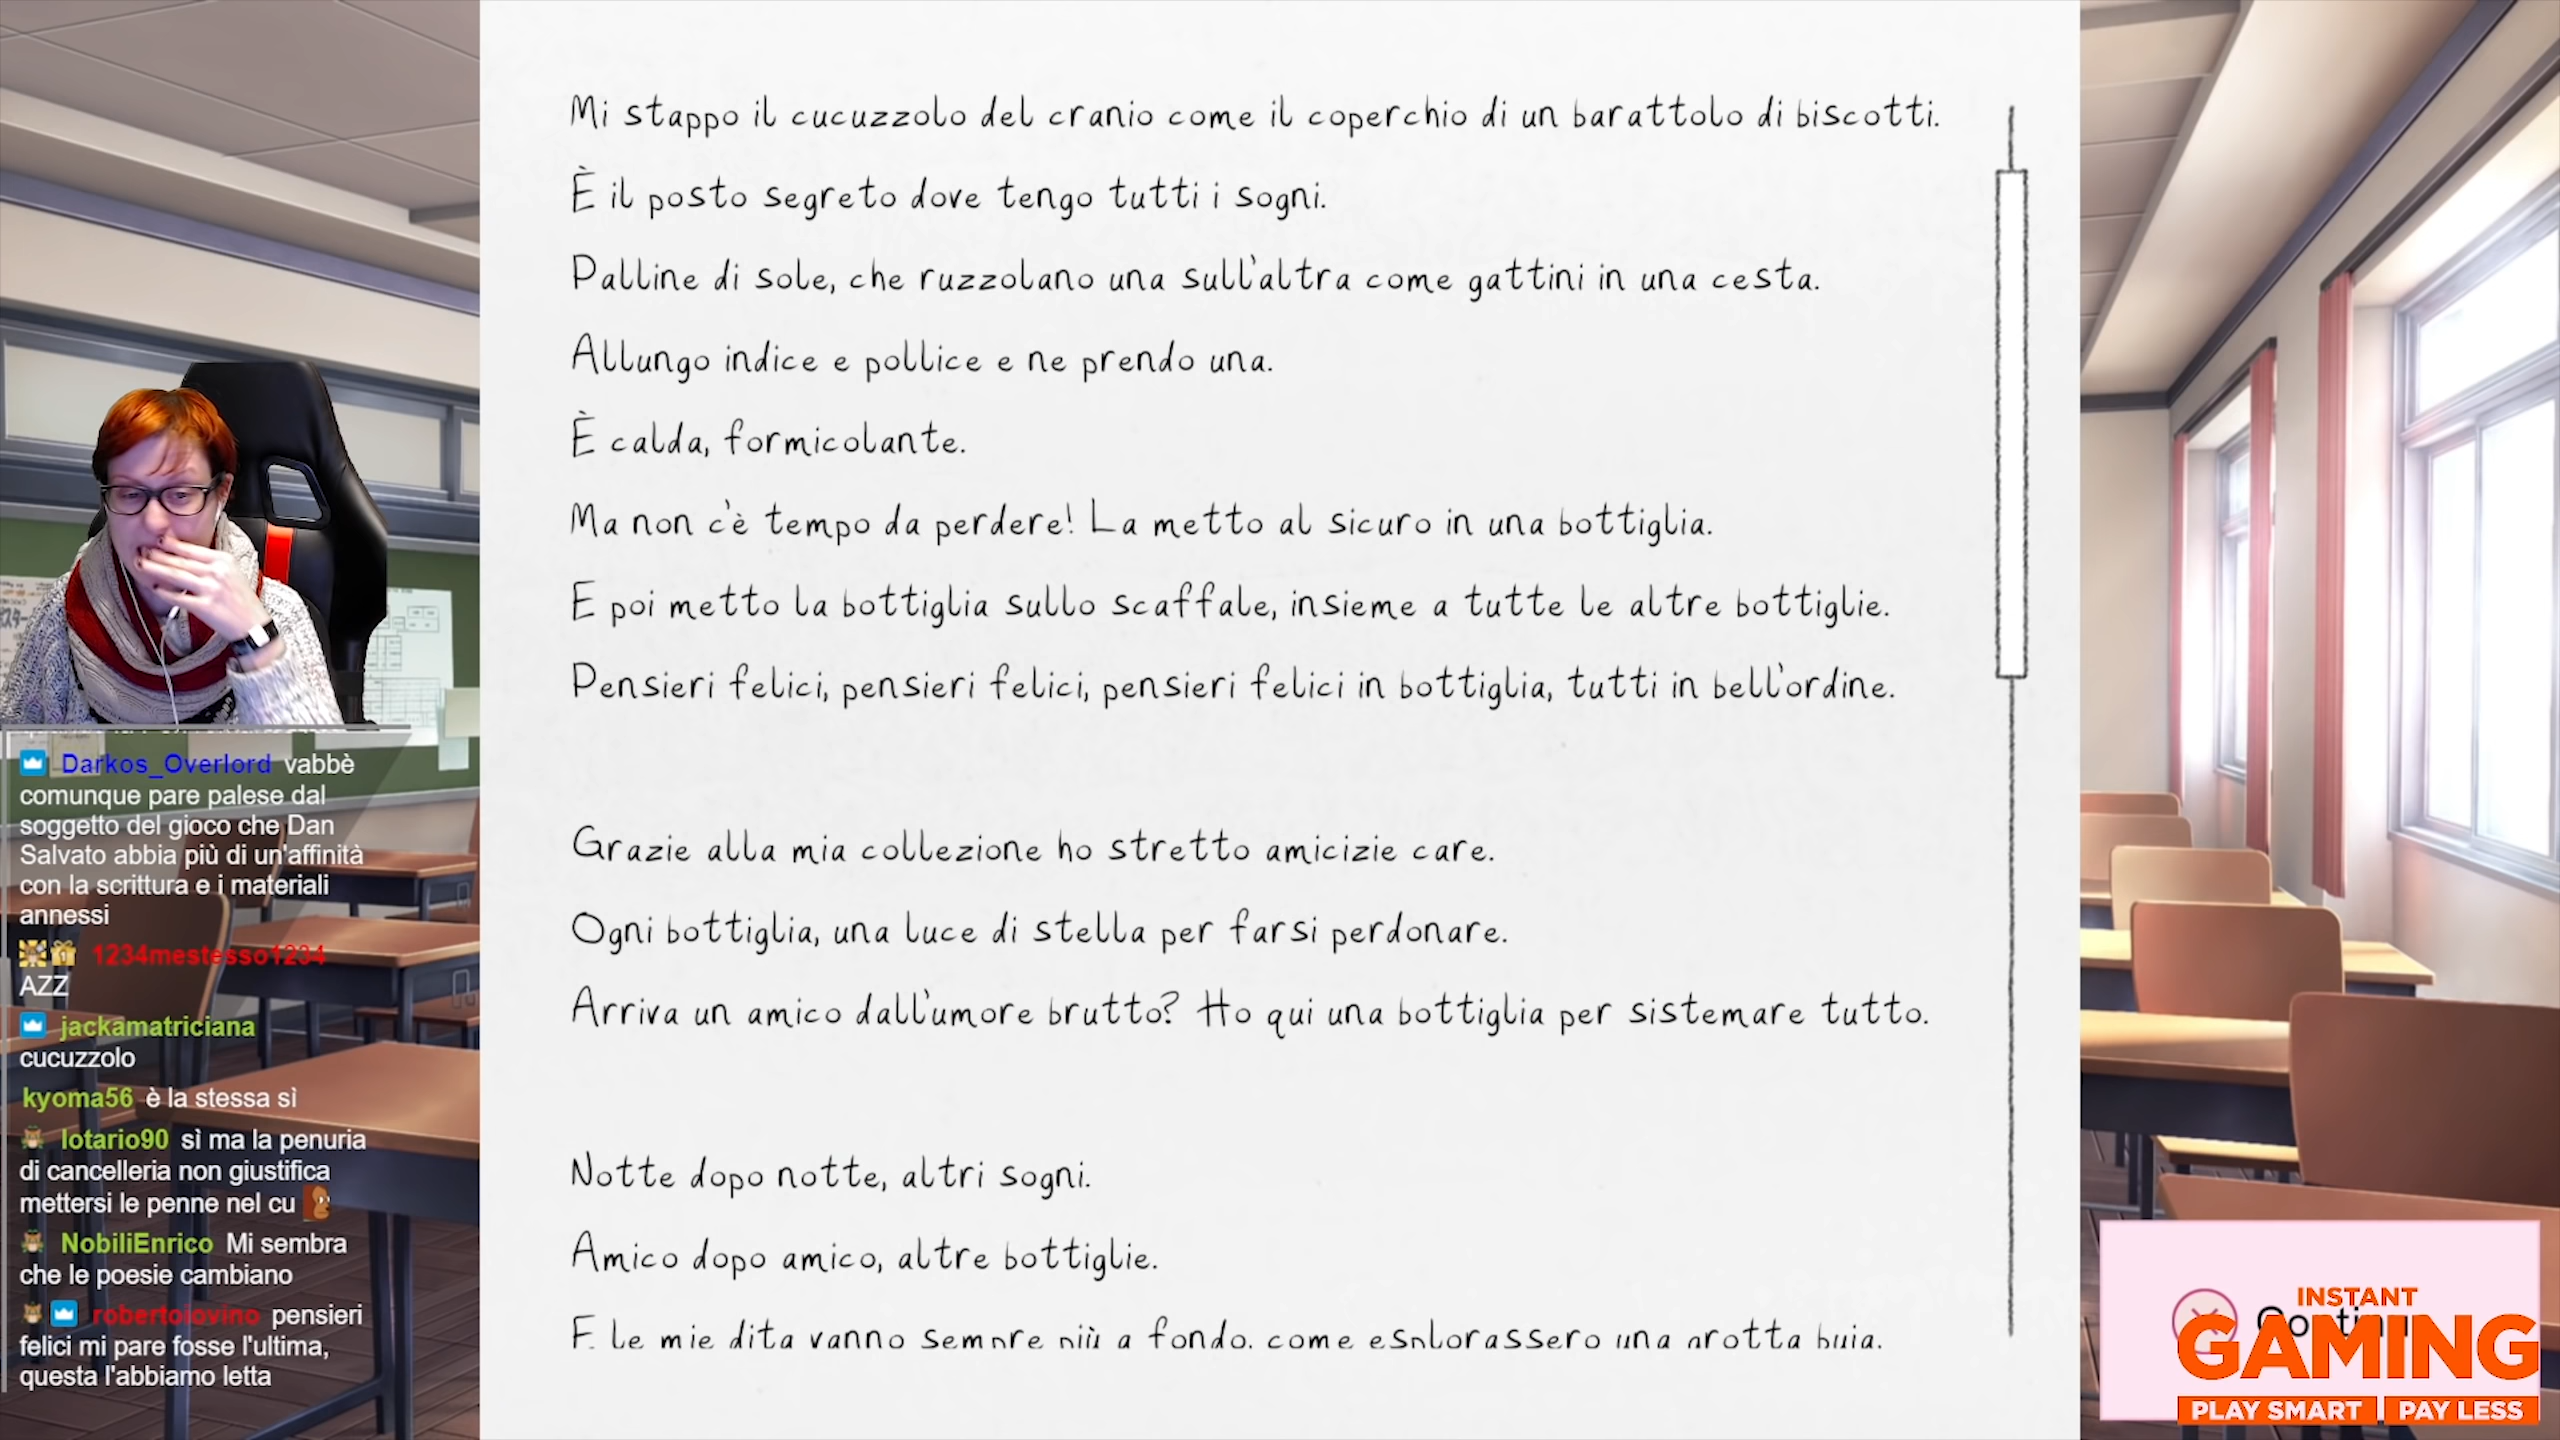 Mi stappo il cucuzzolo del cranio come il coperchio di un barattolo di biscotti.
È il posto segreto dove tengo tutti i sogni.
Palline di sole, che ruzzolano una sull'altra come gattini in una cesta.
Allungo indice e pollice e ne prendo una.
È calda, formicolante.
Ma non c'è tempo da perdere! La metto al sicuro in una bottiglia.
E poi metto la bottiglia sullo scaffale, insieme a tutte le altre bottiglie.
Pensieri felici, pensieri felici, pensieri felici in bottiglia, tutti in bell'ordine.
Grazie alla mia collezione ho stretto amicizie care.
Ogni bottiglia, una luce di stella per farsi perdonare.
Arriva un amico dall'umore brutto? Ho qui una bottiglia per sistemare tutto.
Notte dopo notte, altri sogni.
Amico dopo amico, altre bottiglie.
E le mie dita vanno sempre più a fondo, come esplorassero una grotta buia.
Darkos_Overlord vabbè
comunque pare palese dal
soggetto del gioco che Dan
Salvato abbia più di un'affinità
con la scrittura e i materiali
annessi
1234mestesso1234
AZZ
jackamatriciana
cucuzzolo
kyoma56 è la stessa sì
lotario90 sì ma la penuria
di cancelleria non giustifica
mettersi le penne nel cu
NobiliEnrico Mi sembra
che le poesie cambiano
robertoiovino pensieri
felici mi pare fosse l'ultima,
questa l'abbiamo letta
INSTANT
GAMING
PLAY SMART | PAY LESS